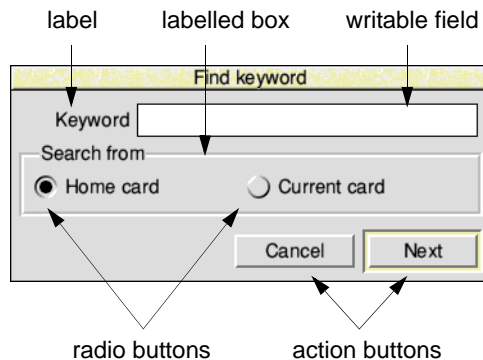 label labelled box writable field
Find keyword
Keyword
Search from
Home card Current card
Cancel Next
radio buttons action buttons